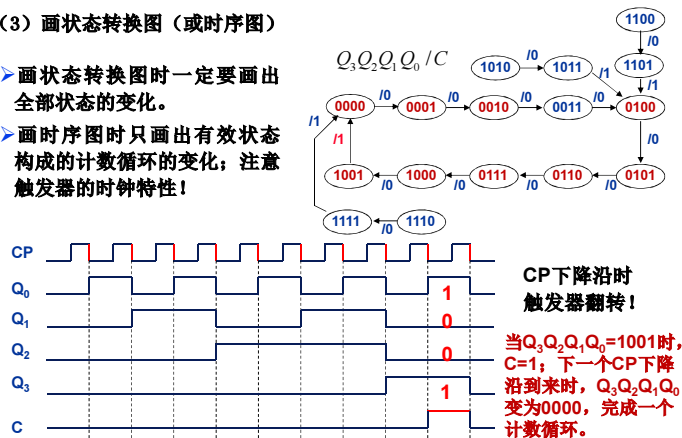 （3）画状态转换图（或时序图）
画状态转换图时一定要画出
全部状态的变化。
画时序图时只画出有效状态
构成的计数循环的变化；注意
触发器的时钟特性！
Q₃Q₂Q₁Q₀ /C
1100
/0
1010 /0 1011 /1 1101
/1
0000 /0 0001 /0 0010 /0 0011 /0 0100
/1 /1 /0
1001 /0 1000 /0 0111 /0 0110 /0 0101
1111 /0 1110
CP
Q₀ 1
Q₁ 0
Q₂ 0
Q₃ 1
C
CP下降沿时
触发器翻转！
当Q₃Q₂Q₁Q₀=1001时，
C=1；下一个CP下降
沿到来时，Q₃Q₂Q₁Q₀
变为0000，完成一个
计数循环。